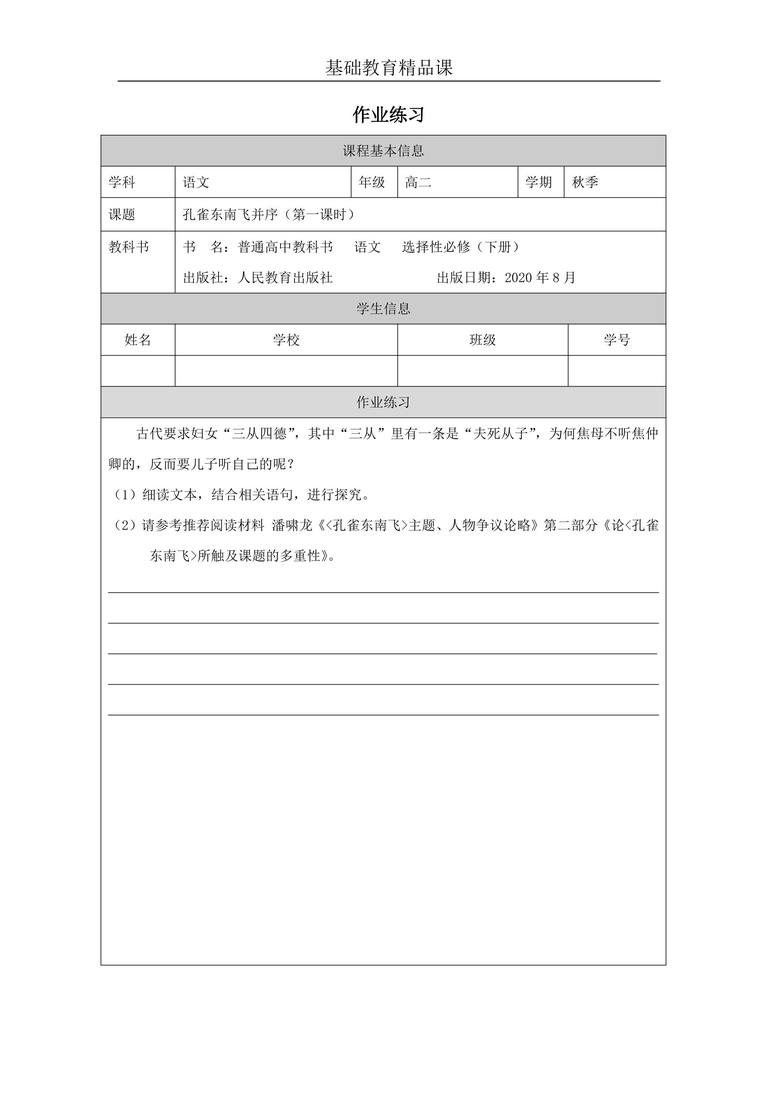 基础教育精品课
作业练习
课程基本信息
学科 语文 年级 高二 学期 秋季
课题 孔雀东南飞并序（第一课时）
教科书 书 名：普通高中教科书 语文 选择性必修（下册）
出版社：人民教育出版社 出版日期：2020 年 8 月
学生信息
姓名 学校 班级 学号
作业练习
古代要求妇女“三从四德”，其中“三从”里有一条是“夫死从子”，为何焦母不听焦仲
卿的，反而要儿子听自己的呢？
（1）细读文本，结合相关语句，进行探究。
（2）请参考推荐阅读材料 潘啸龙《<孔雀东南飞>主题、人物争议论略》第二部分《论<孔雀
东南飞>所触及课题的多重性》。